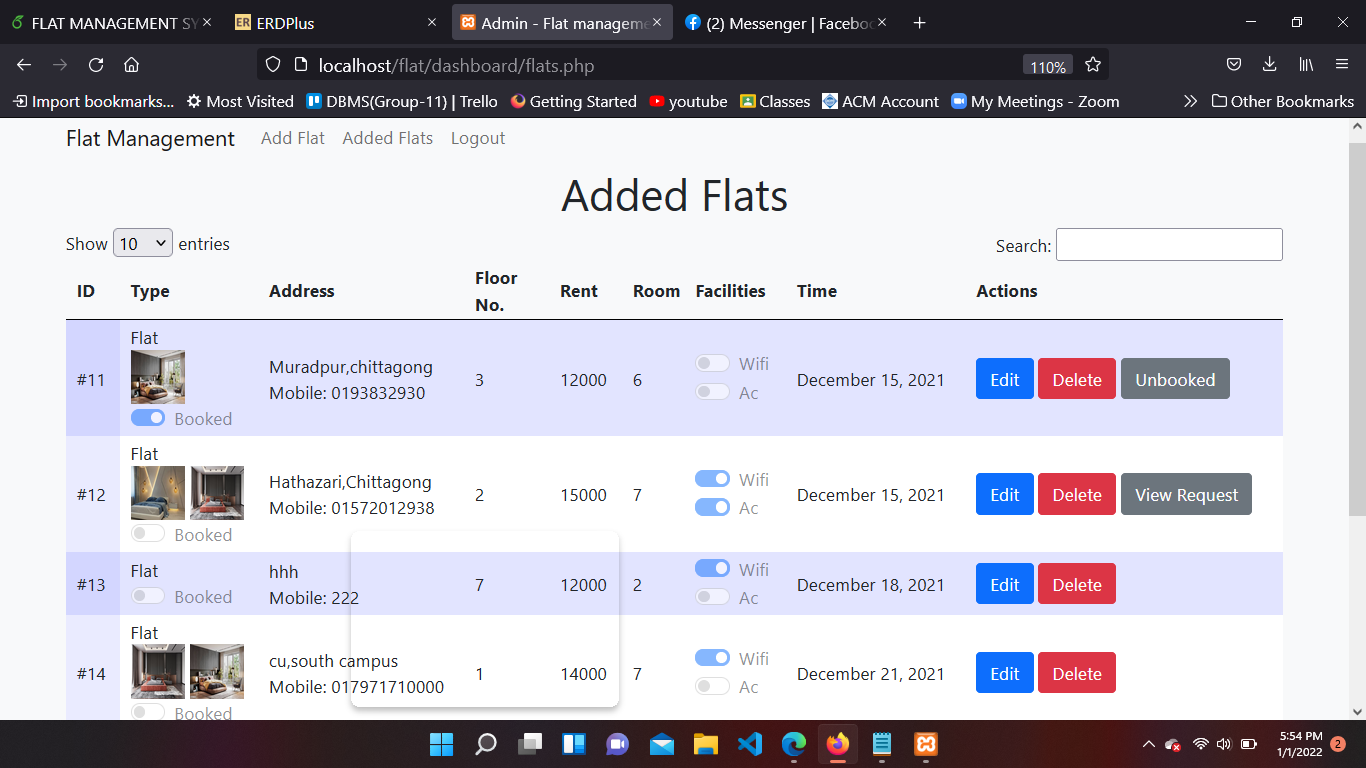 FLAT MANAGEMENT SY
ERDPlus
Admin - Flat manageme
(2) Messenger | Facebo
localhost/flat/dashboard/flats.php
110%
Import bookmarks...
Most Visited
DBMS(Group-11) | Trello
Getting Started
youtube
Classes
ACM Account
My Meetings - Zoom
Other Bookmarks
Flat Management
Add Flat
Added Flats
Logout
Added Flats
Show 10 entries
Search:
ID Type Address Floor No. Rent Room Facilities Time Actions
#11
Flat
Booked
Muradpur,chittagong
Mobile: 0193832930
3
12000
6
Wifi
Ac
December 15, 2021
Edit
Delete
Unbooked
#12
Flat
Booked
Hathazari,Chittagong
Mobile: 01572012938
2
15000
7
Wifi
Ac
December 15, 2021
Edit
Delete
View Request
#13
Flat
Booked
hhh
Mobile: 222
7
12000
2
Wifi
Ac
December 18, 2021
Edit
Delete
#14
Flat
Booked
cu,south campus
Mobile: 017971710000
1
14000
7
Wifi
Ac
December 21, 2021
Edit
Delete
5:54 PM
1/1/2022
2